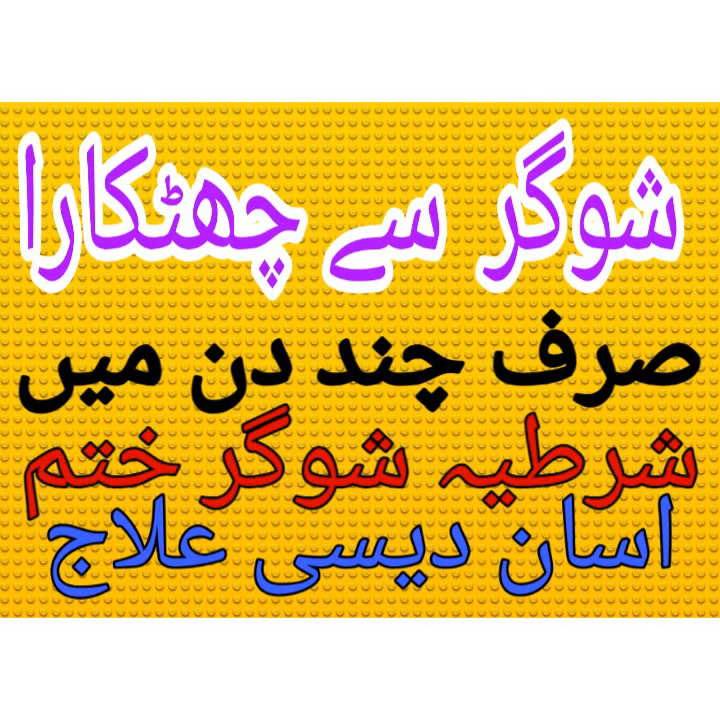 شوگر سے چھٹکارا
صرف چند دن میں
شرطیہ شوگر ختم
اسان دیسی علاج